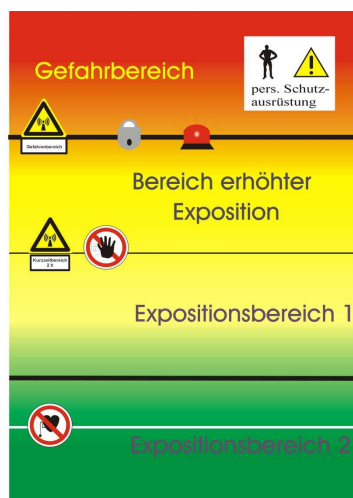 Gefahrbereich
pers. Schutz-
ausrüstung
Gefahrenbereich
Bereich erhöhter
Exposition
Kurzzeitbereich
2 h
Expositionsbereich 1
Expositionsbereich 2